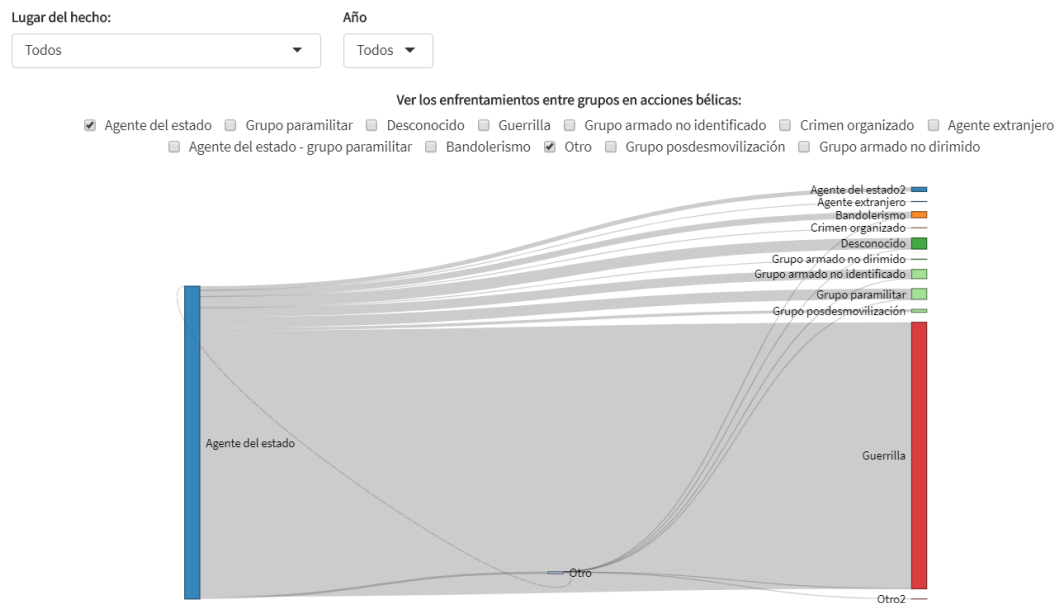 Lugar del hecho:
Año
Todos
Todos
Ver los enfrentamientos entre grupos en acciones bélicas:
Agente del estado Grupo paramilitar Desconocido Guerrilla Grupo armado no identificado Crimen organizado Agente extranjero
Agente del estado - grupo paramilitar Bandolerismo Otro Grupo posdesmovilización Grupo armado no dirimido
Agente del estado2
Agente extranjero
Bandolerismo
Crimen organizado
Desconocido
Grupo armado no dirimido
Grupo armado no identificado
Grupo paramilitar
Grupo posdesmovilización
Agente del estado
Guerrilla
Otro
Otro2